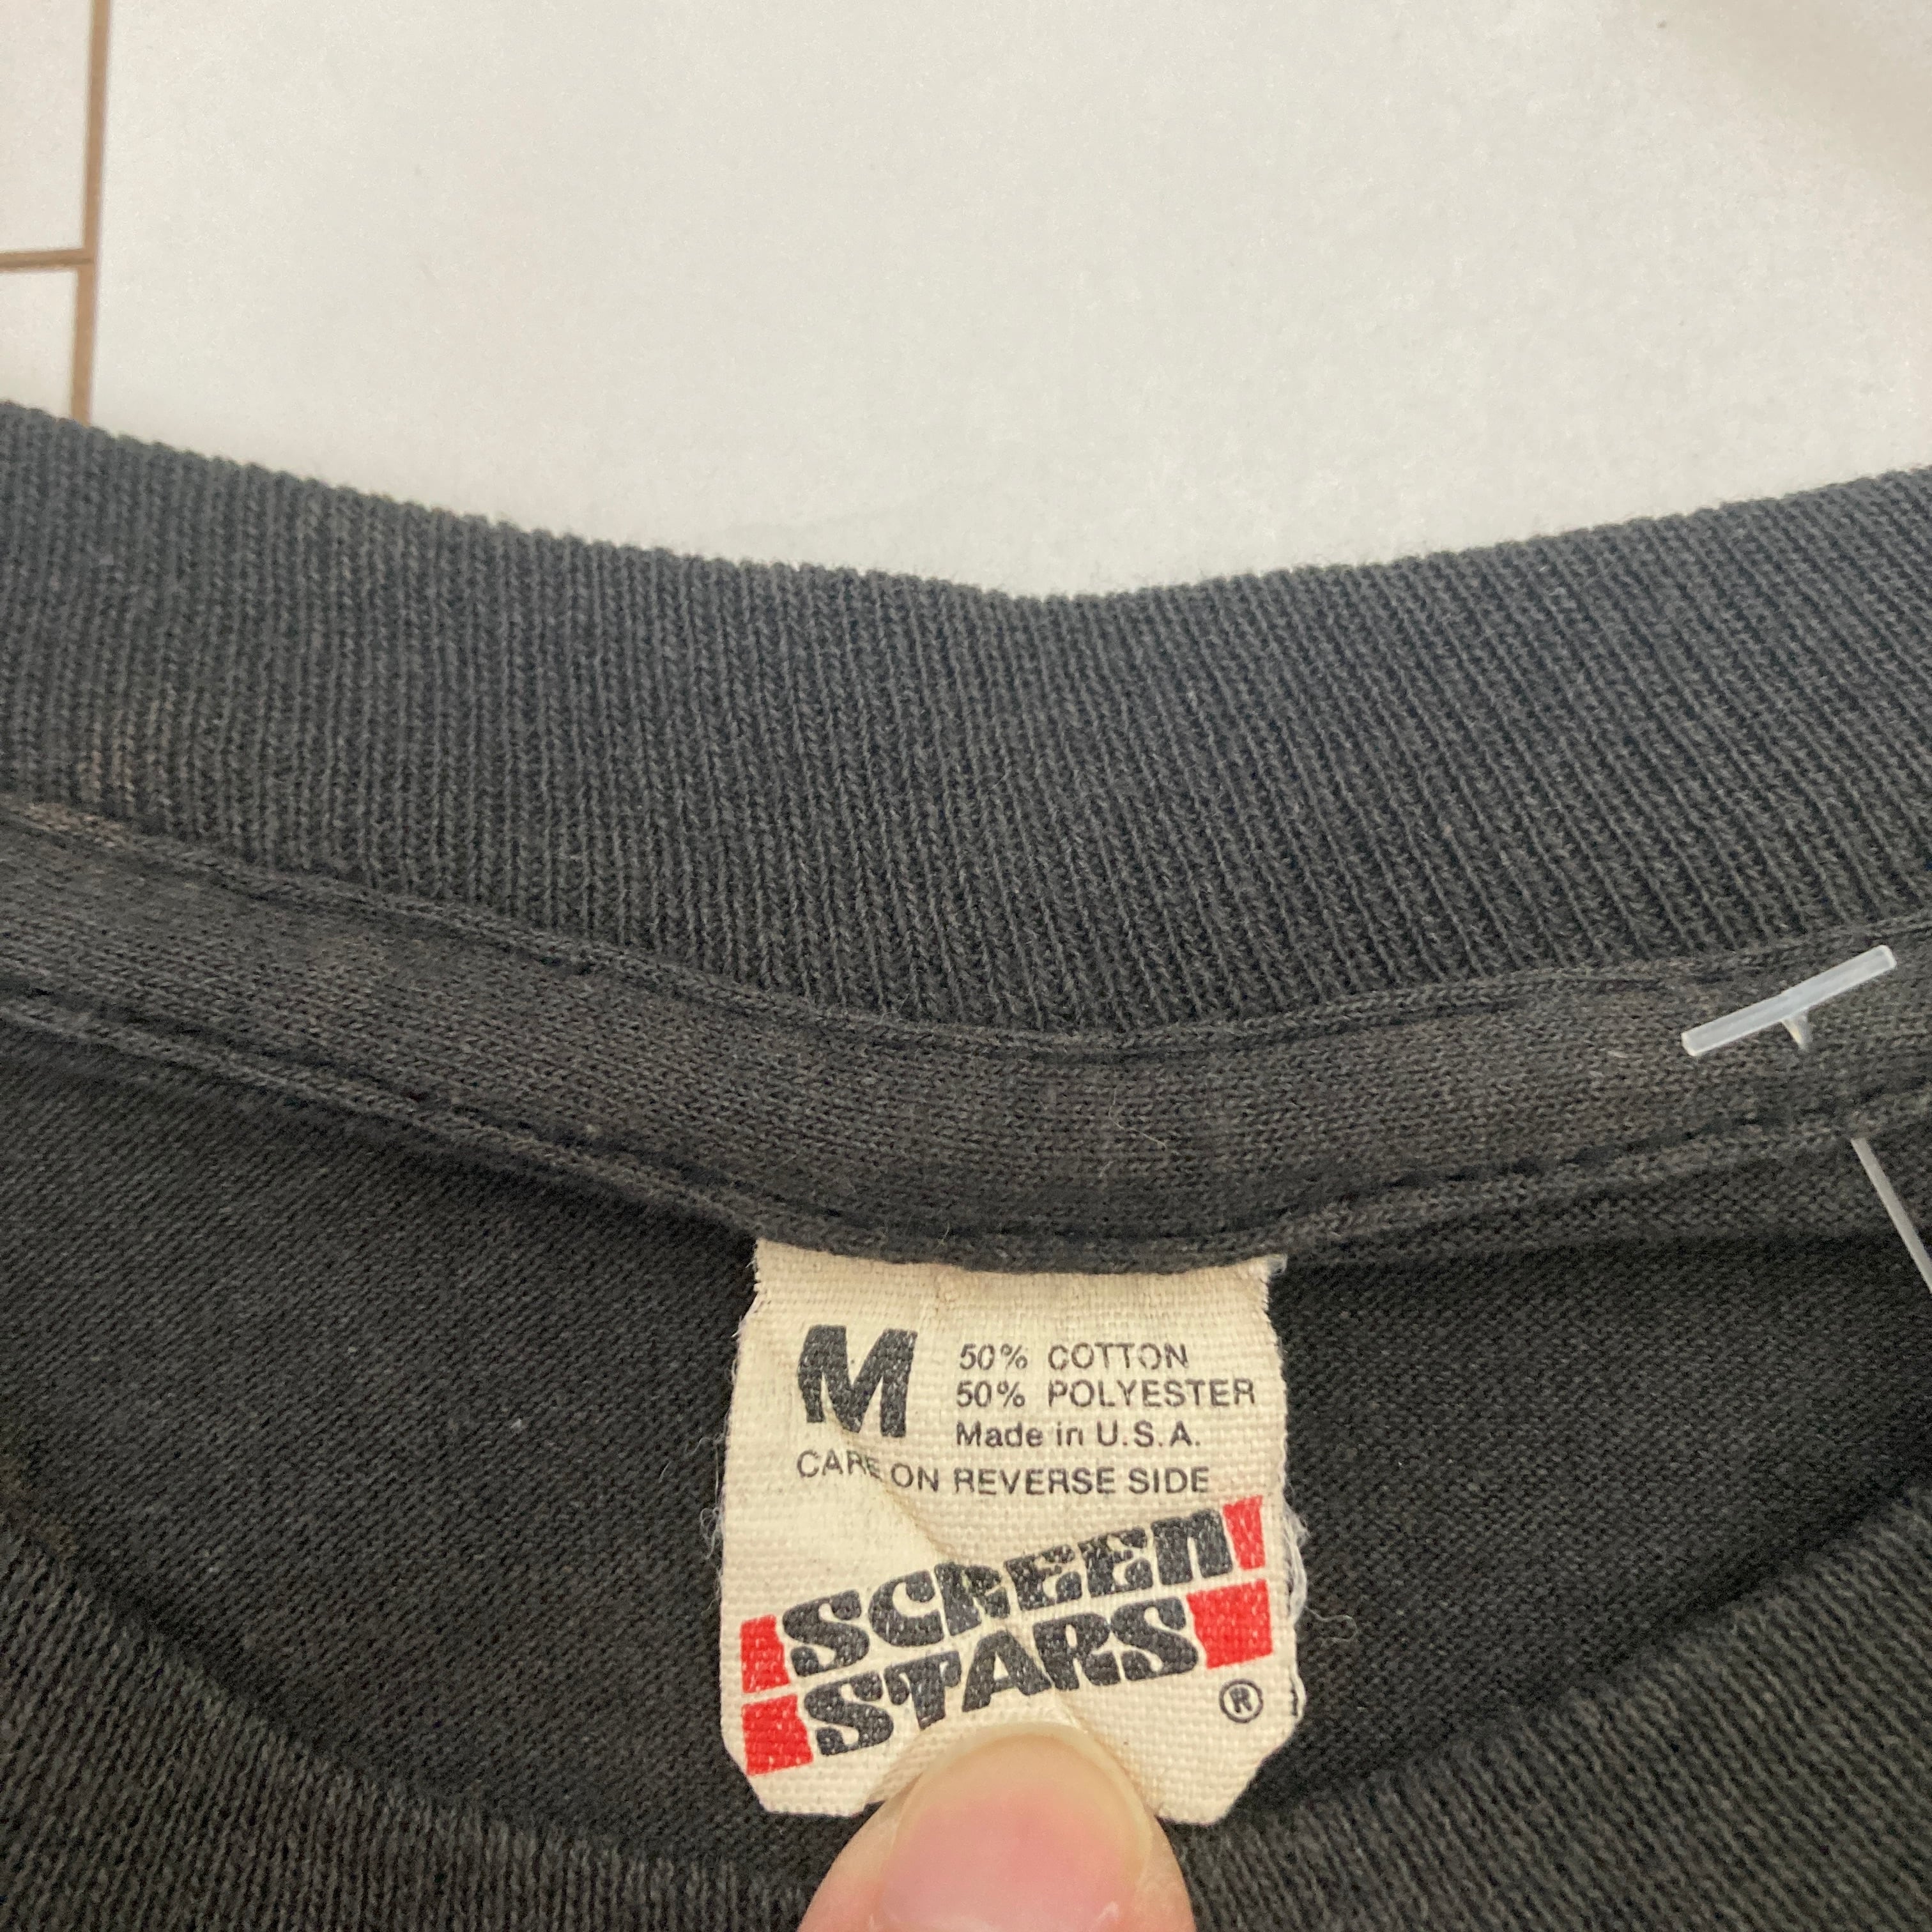 M
50% COTTON
50% POLYESTER
Made in U.S.A.
CARE ON REVERSE SIDE
SCREEN
STARS
®